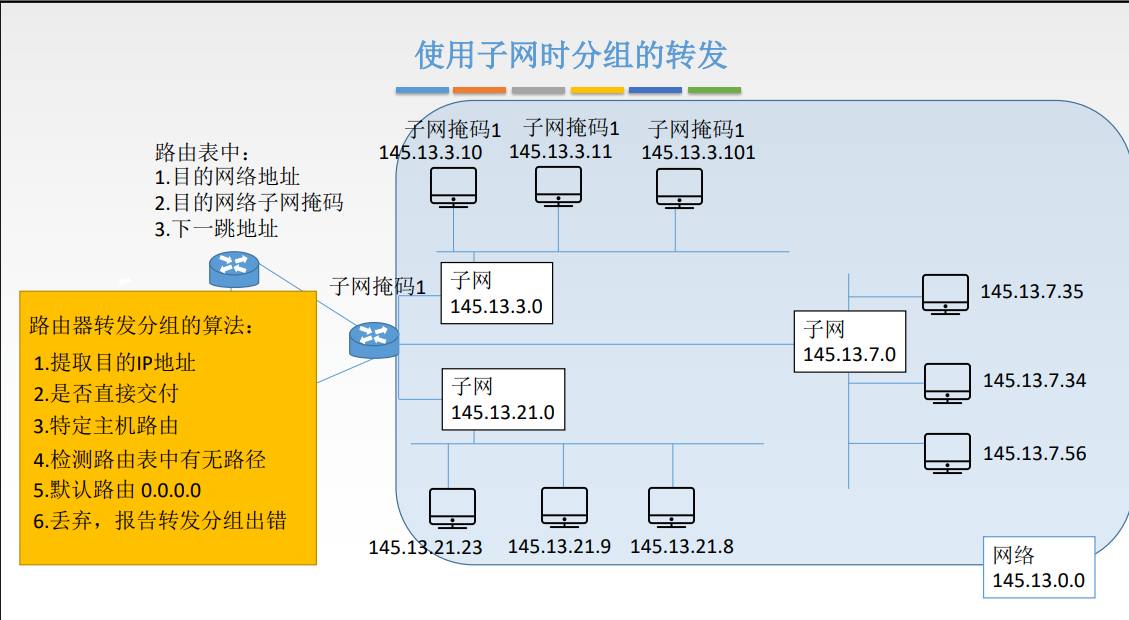 使用子网时分组的转发
路由表中：
1.目的网络地址
2.目的网络子网掩码
3.下一跳地址
子网掩码1
145.13.3.10
子网掩码1
145.13.3.11
子网掩码1
145.13.3.101
子网掩码1
子网
145.13.3.0
路由器转发分组的算法：
1.提取目的IP地址
2.是否直接交付
3.特定主机路由
4.检测路由表中有无路径
5.默认路由 0.0.0.0
6.丢弃，报告转发分组出错
子网
145.13.21.0
子网
145.13.7.0
145.13.7.35
145.13.7.34
145.13.7.56
145.13.21.23
145.13.21.9
145.13.21.8
网络
145.13.0.0